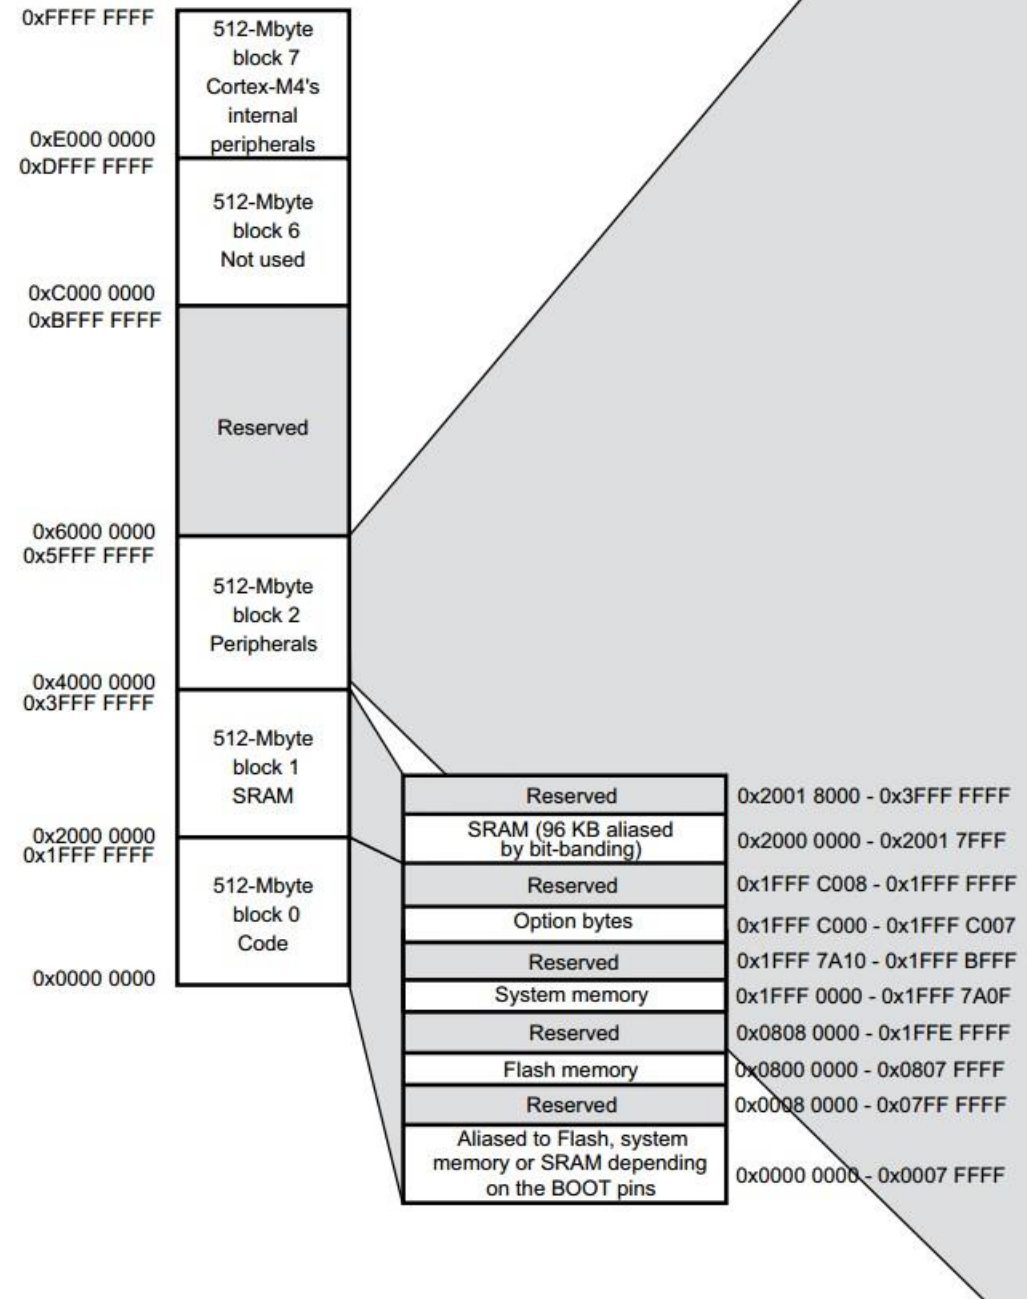 0xFFFF FFFF
512-Mbyte
block 7
Cortex-M4's
internal
peripherals
0xE000 0000
0xDFFF FFFF
512-Mbyte
block 6
Not used
0xC000 0000
0xBFFF FFFF
Reserved
0x6000 0000
0x5FFF FFFF
512-Mbyte
block 2
Peripherals
0x4000 0000
0x3FFF FFFF
512-Mbyte
block 1
SRAM
0x2000 0000
0x1FFF FFFF
512-Mbyte
block 0
Code
0x0000 0000
Reserved 0x2001 8000 - 0x3FFF FFFF
SRAM (96 KB aliased
by bit-banding)
0x2000 0000 - 0x2001 7FFF
Reserved 0x1FFF C008 - 0x1FFF FFFF
Option bytes 0x1FFF C000 - 0x1FFF C007
Reserved 0x1FFF 7A10 - 0x1FFF BFFF
System memory 0x1FFF 0000 - 0x1FFF 7A0F
Reserved 0x0808 0000 - 0x1FFE FFFF
Flash memory 0x0800 0000 - 0x0807 FFFF
Reserved 0x0008 0000 - 0x07FF FFFF
Aliased to Flash, system
memory or SRAM depending
on the BOOT pins
0x0000 0000 - 0x0007 FFFF